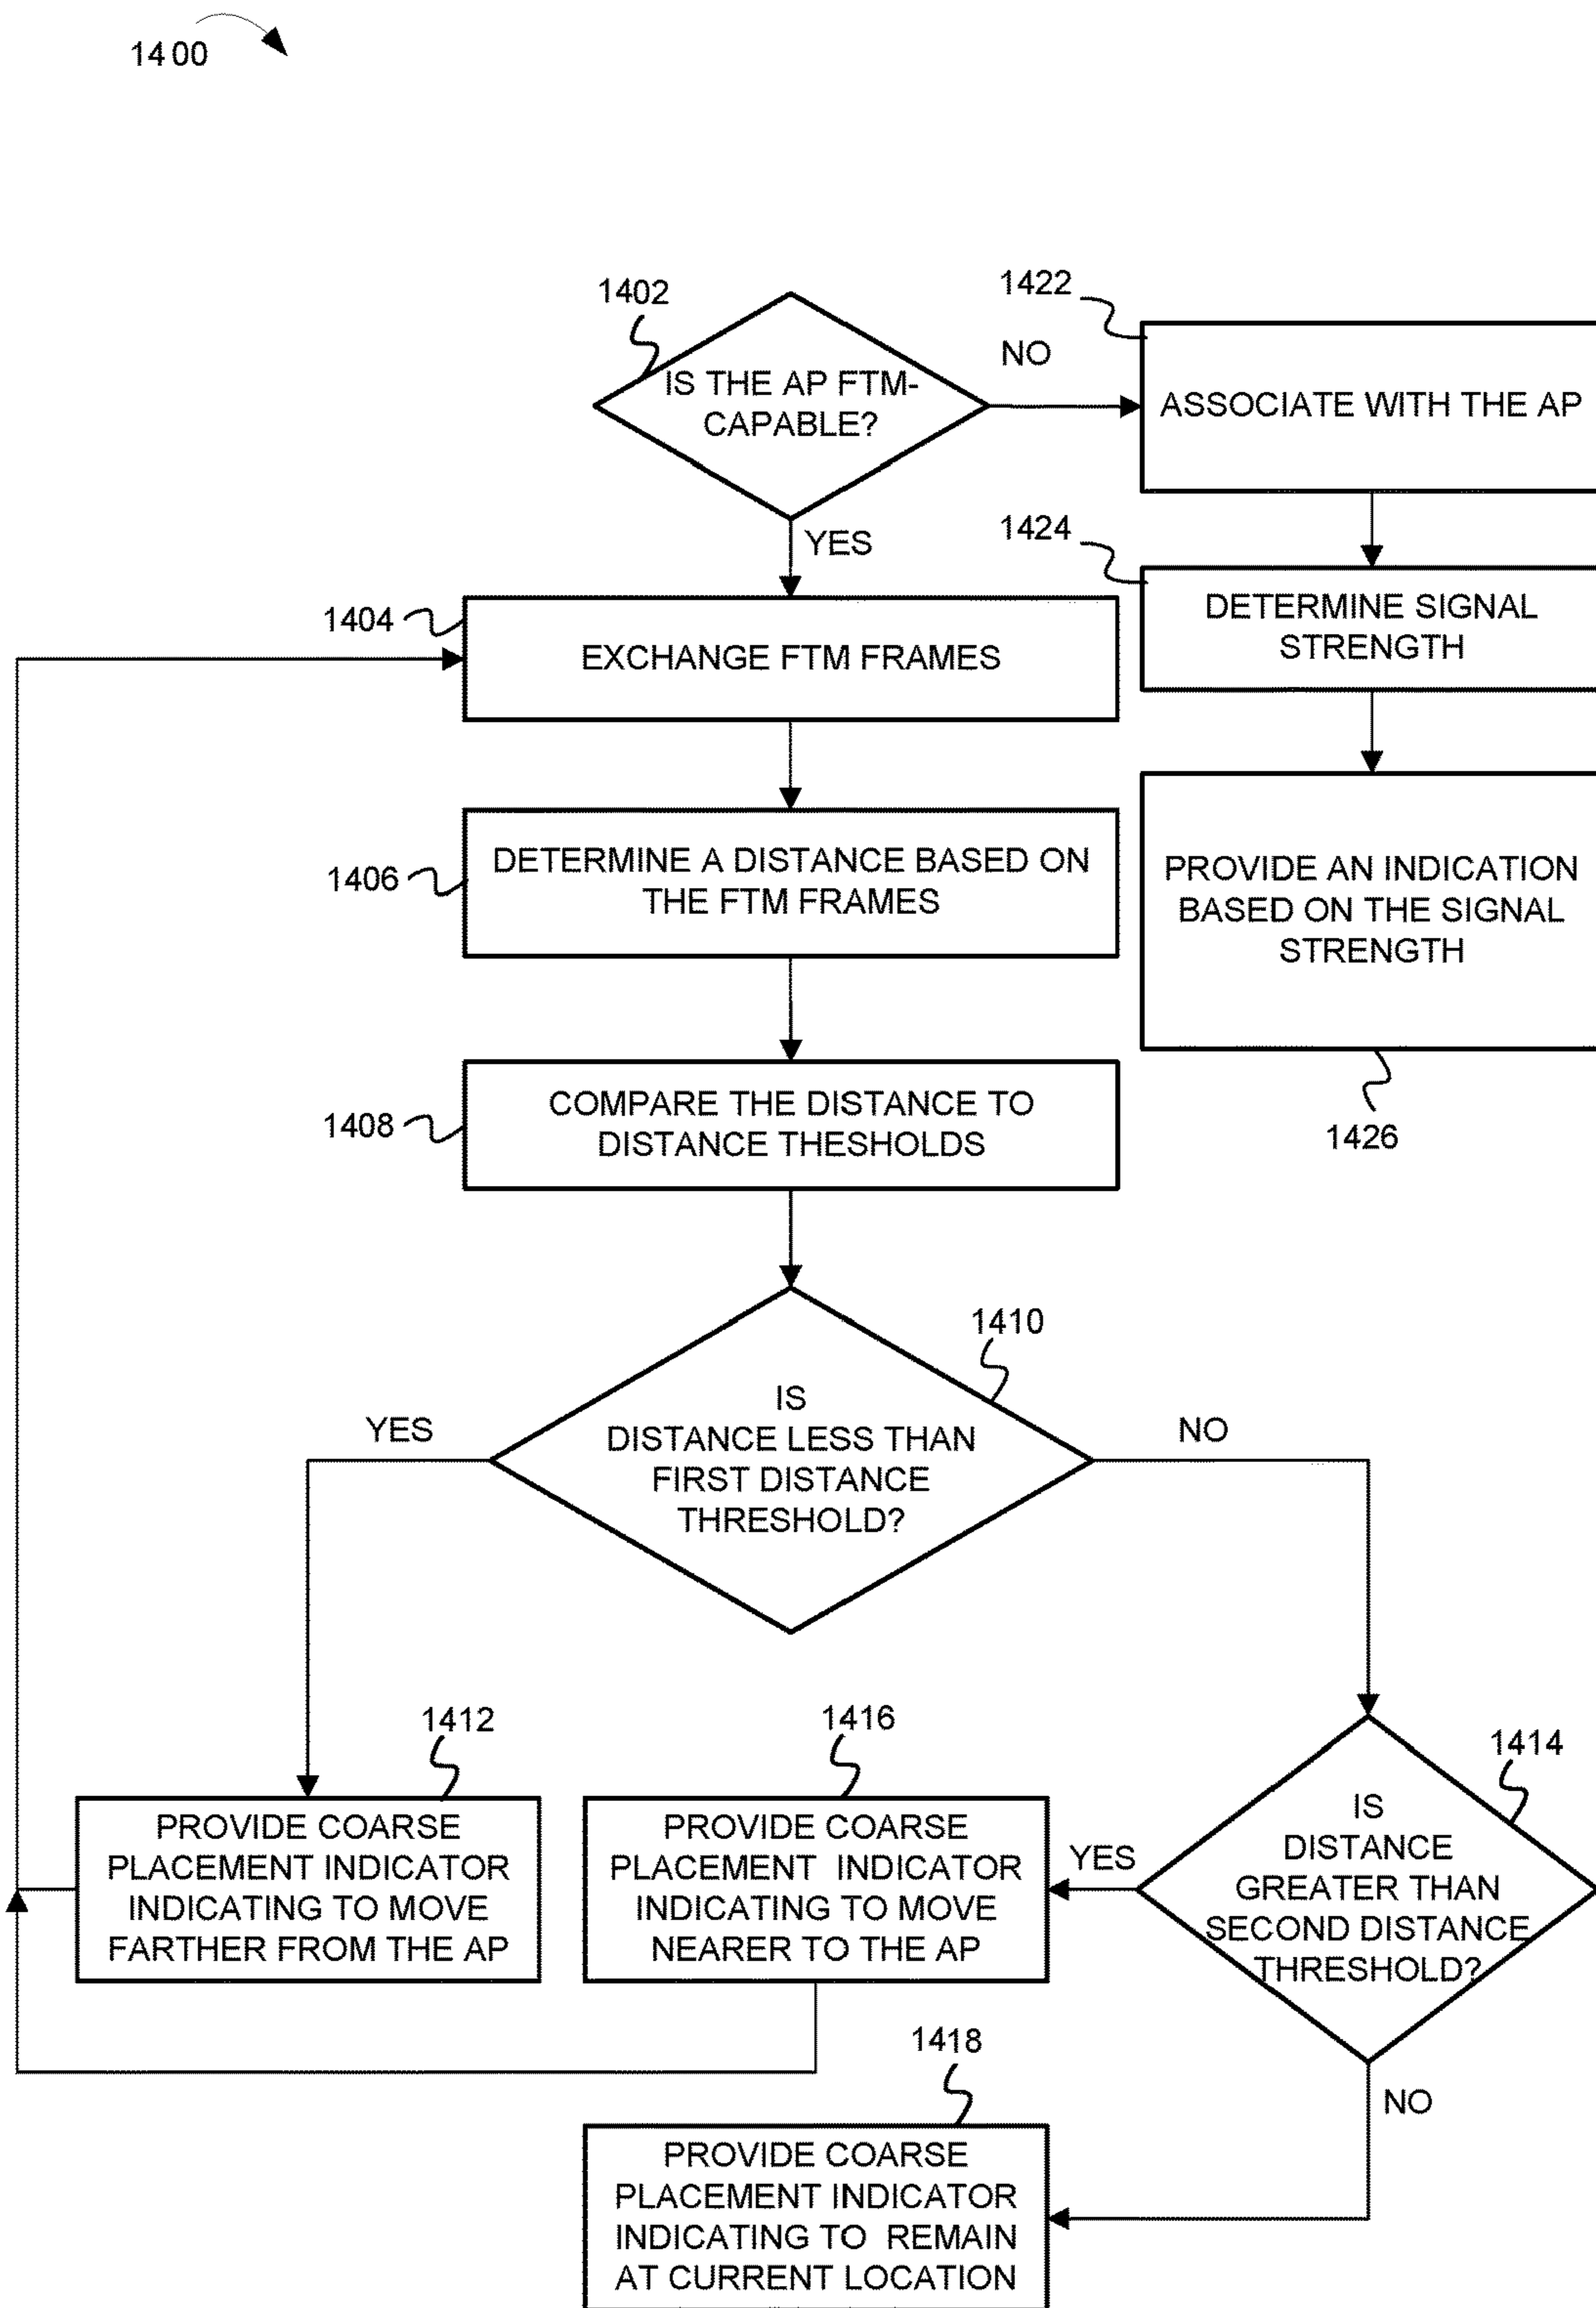 1400
1402
IS THE AP FTM-
CAPABLE?
NO
YES
1422
ASSOCIATE WITH THE AP
1424
DETERMINE SIGNAL
STRENGTH
PROVIDE AN INDICATION
BASED ON THE SIGNAL
STRENGTH
1426
1404
EXCHANGE FTM FRAMES
1406
DETERMINE A DISTANCE BASED ON
THE FTM FRAMES
1408
COMPARE THE DISTANCE TO
DISTANCE THESHOLDS
1410
IS
DISTANCE LESS THAN
FIRST DISTANCE
THRESHOLD?
YES
NO
1412
PROVIDE COARSE
PLACEMENT INDICATOR
INDICATING TO MOVE
FARTHER FROM THE AP
1416
PROVIDE COARSE
PLACEMENT INDICATOR
INDICATING TO MOVE
NEARER TO THE AP
YES
1414
IS
DISTANCE
GREATER THAN
SECOND DISTANCE
THRESHOLD?
NO
1418
PROVIDE COARSE
PLACEMENT INDICATOR
INDICATING TO REMAIN
AT CURRENT LOCATION